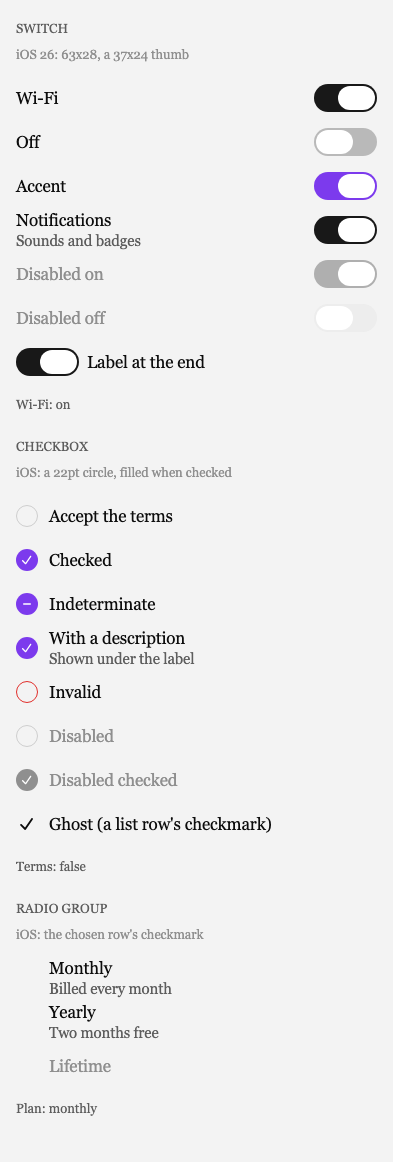 SWITCH
iOS 26: 63x28, a 37x24 thumb
Wi-Fi
Off
Accent
Notifications
Sounds and badges
Disabled on
Disabled off
Label at the end
Wi-Fi: on
CHECKBOX
iOS: a 22pt circle, filled when checked
Accept the terms
Checked
Indeterminate
With a description
Shown under the label
Invalid
Disabled
Disabled checked
Ghost (a list row's checkmark)
Terms: false
RADIO GROUP
iOS: the chosen row's checkmark
Monthly
Billed every month
Yearly
Two months free
Lifetime
Plan: monthly